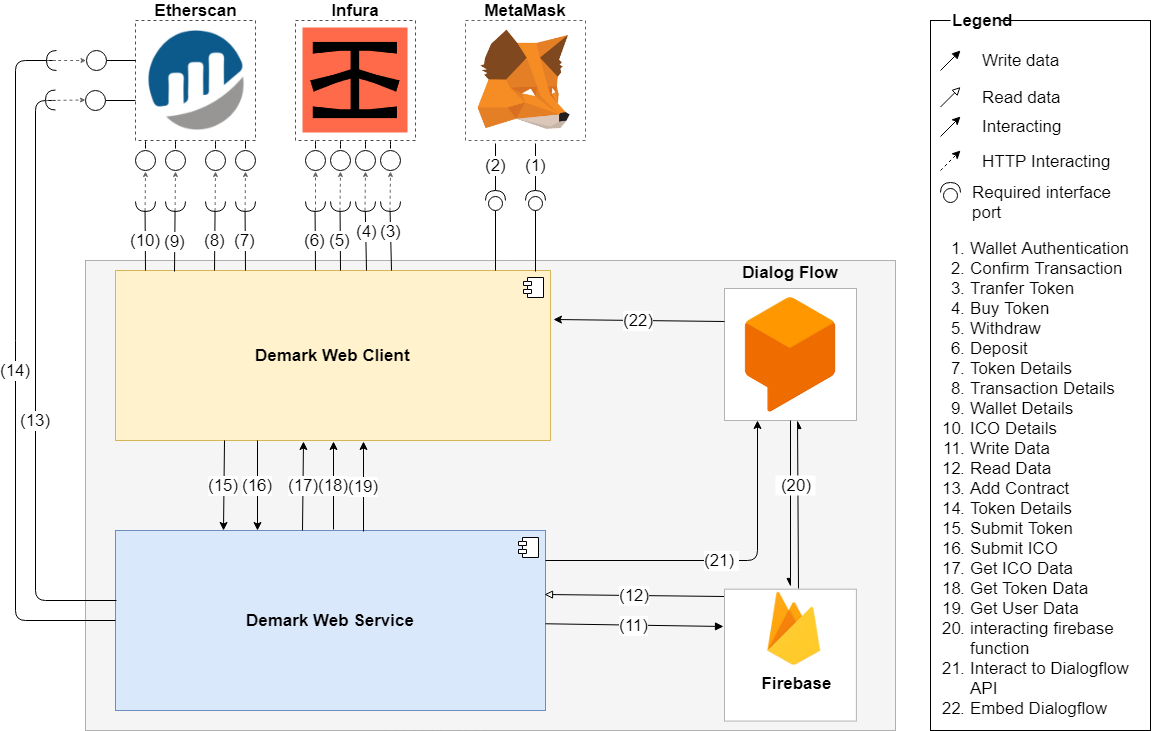 Etherscan
Infura
MetaMask
(2)
(1)
(10)
(9)
(8)
(7)
(6)
(5)
(4)
(3)
Dialog Flow
(22)
Demark Web Client
(14)
(13)
(15)
(16)
(17)
(18)
(19)
(20)
(21)
(12)
(11)
Demark Web Service
Firebase
Legend
Write data
Read data
Interacting
HTTP Interacting
Required interface
port
1. Wallet Authentication
2. Confirm Transaction
3. Tranfer Token
4. Buy Token
5. Withdraw
6. Deposit
7. Token Details
8. Transaction Details
9. Wallet Details
10. ICO Details
11. Write Data
12. Read Data
13. Add Contract
14. Token Details
15. Submit Token
16. Submit ICO
17. Get ICO Data
18. Get Token Data
19. Get User Data
20. interacting firebase
function
21. Interact to Dialogflow
API
22. Embed Dialogflow